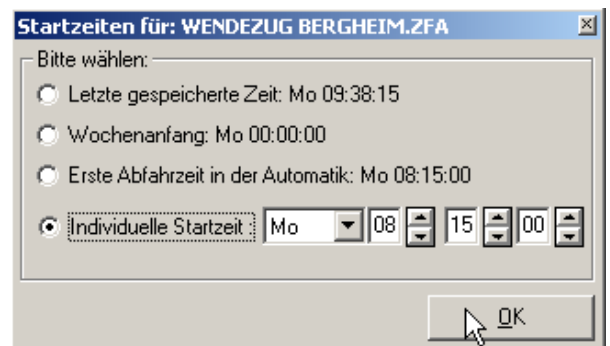 Startzeiten für: WENDEZUG BERGHEIM.ZFA
Bitte wählen:
Letzte gespeicherte Zeit: Mo 09:38:15
Wochenanfang: Mo 00:00:00
Erste Abfahrzeit in der Automatik: Mo 08:15:00
Individuelle Startzeit : Mo 08 15 00
OK